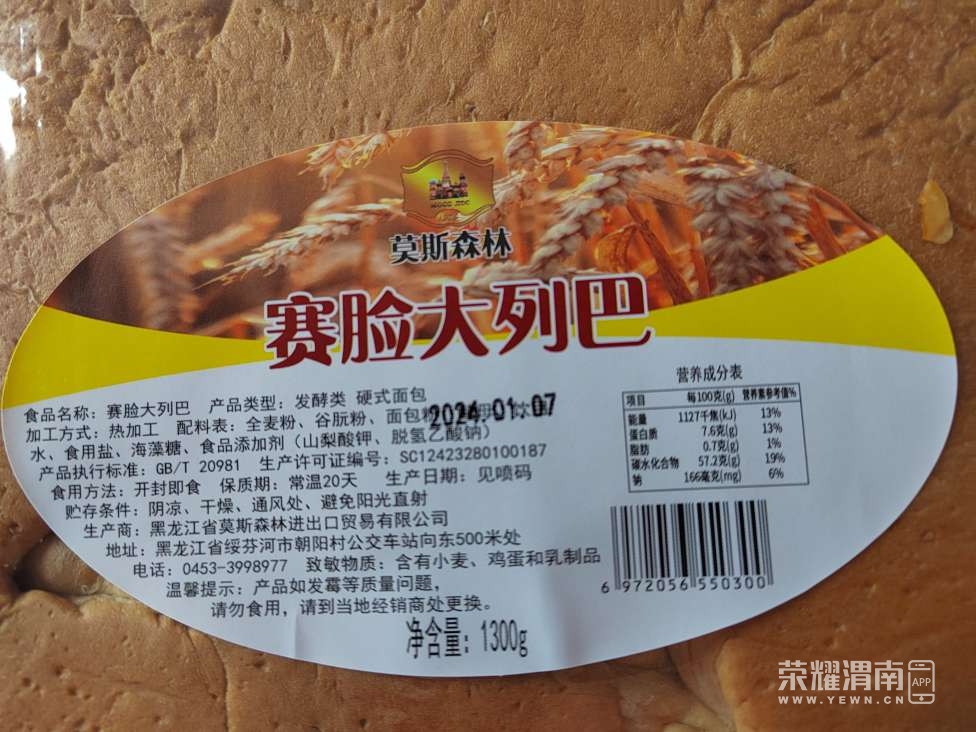 莫斯森林
赛脸大列巴
食品名称：赛脸大列巴 产品类型：发酵类 硬式面包
加工方式：热加工 配料表：全麦粉、谷朊粉、面包
2024.01.07
水、食用盐、海藻糖、食品添加剂（山梨酸钾、脱氢乙酸钠）
产品执行标准：GB/T 20981 生产许可证编号：SC12423280100187
食用方法：开封即食 保质期：常温20天 生产日期：见喷码
贮存条件：阴凉、干燥、通风处、避免阳光直射
生产商：黑龙江省莫斯森林进出口贸易有限公司
地址：黑龙江省绥芬河市朝阳村公交车站向东500米处
电话：0453-3998977 致敏物质：含有小麦、鸡蛋和乳制品
温馨提示：产品如发霉等质量问题，
请勿食用，请到当地经销商处更换。
净含量：1300g
营养成分表
项目 每100克(g) 营养素参考值%
能量 1127千焦(kJ) 13%
蛋白质 7.6克(g) 13%
脂肪 0.7克(g) 1%
碳水化合物 57.2克(g) 19%
钠 166毫克(mg) 6%
6 972056 550300
荣耀渭南 APP
WWW.YEWN.CN